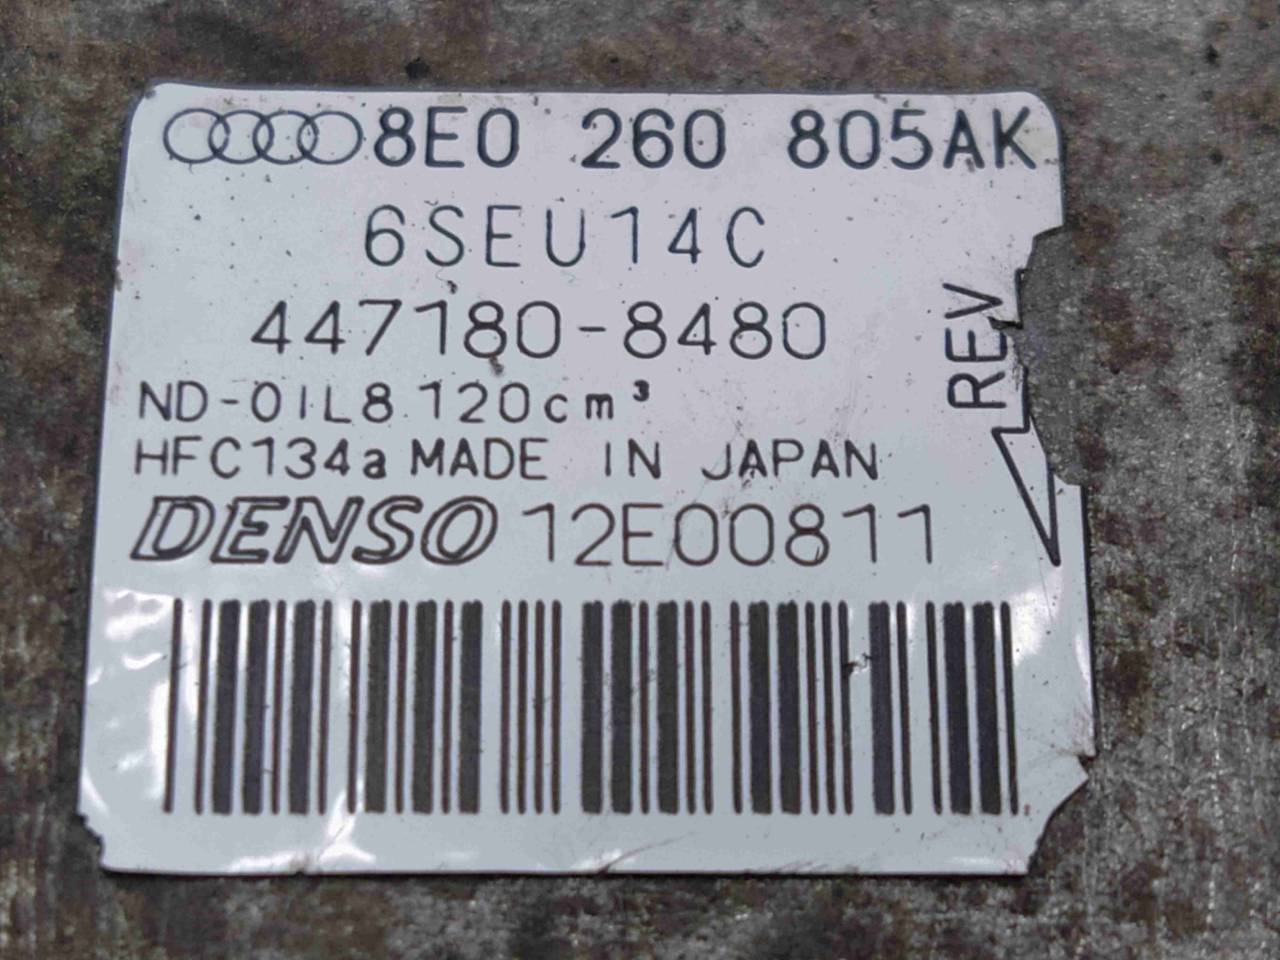 8E0 260 805AK
6SEU14C
447180-8480
REV
ND-OIL8 120cm³
HFC134a MADE IN JAPAN
DENSO 12E00811